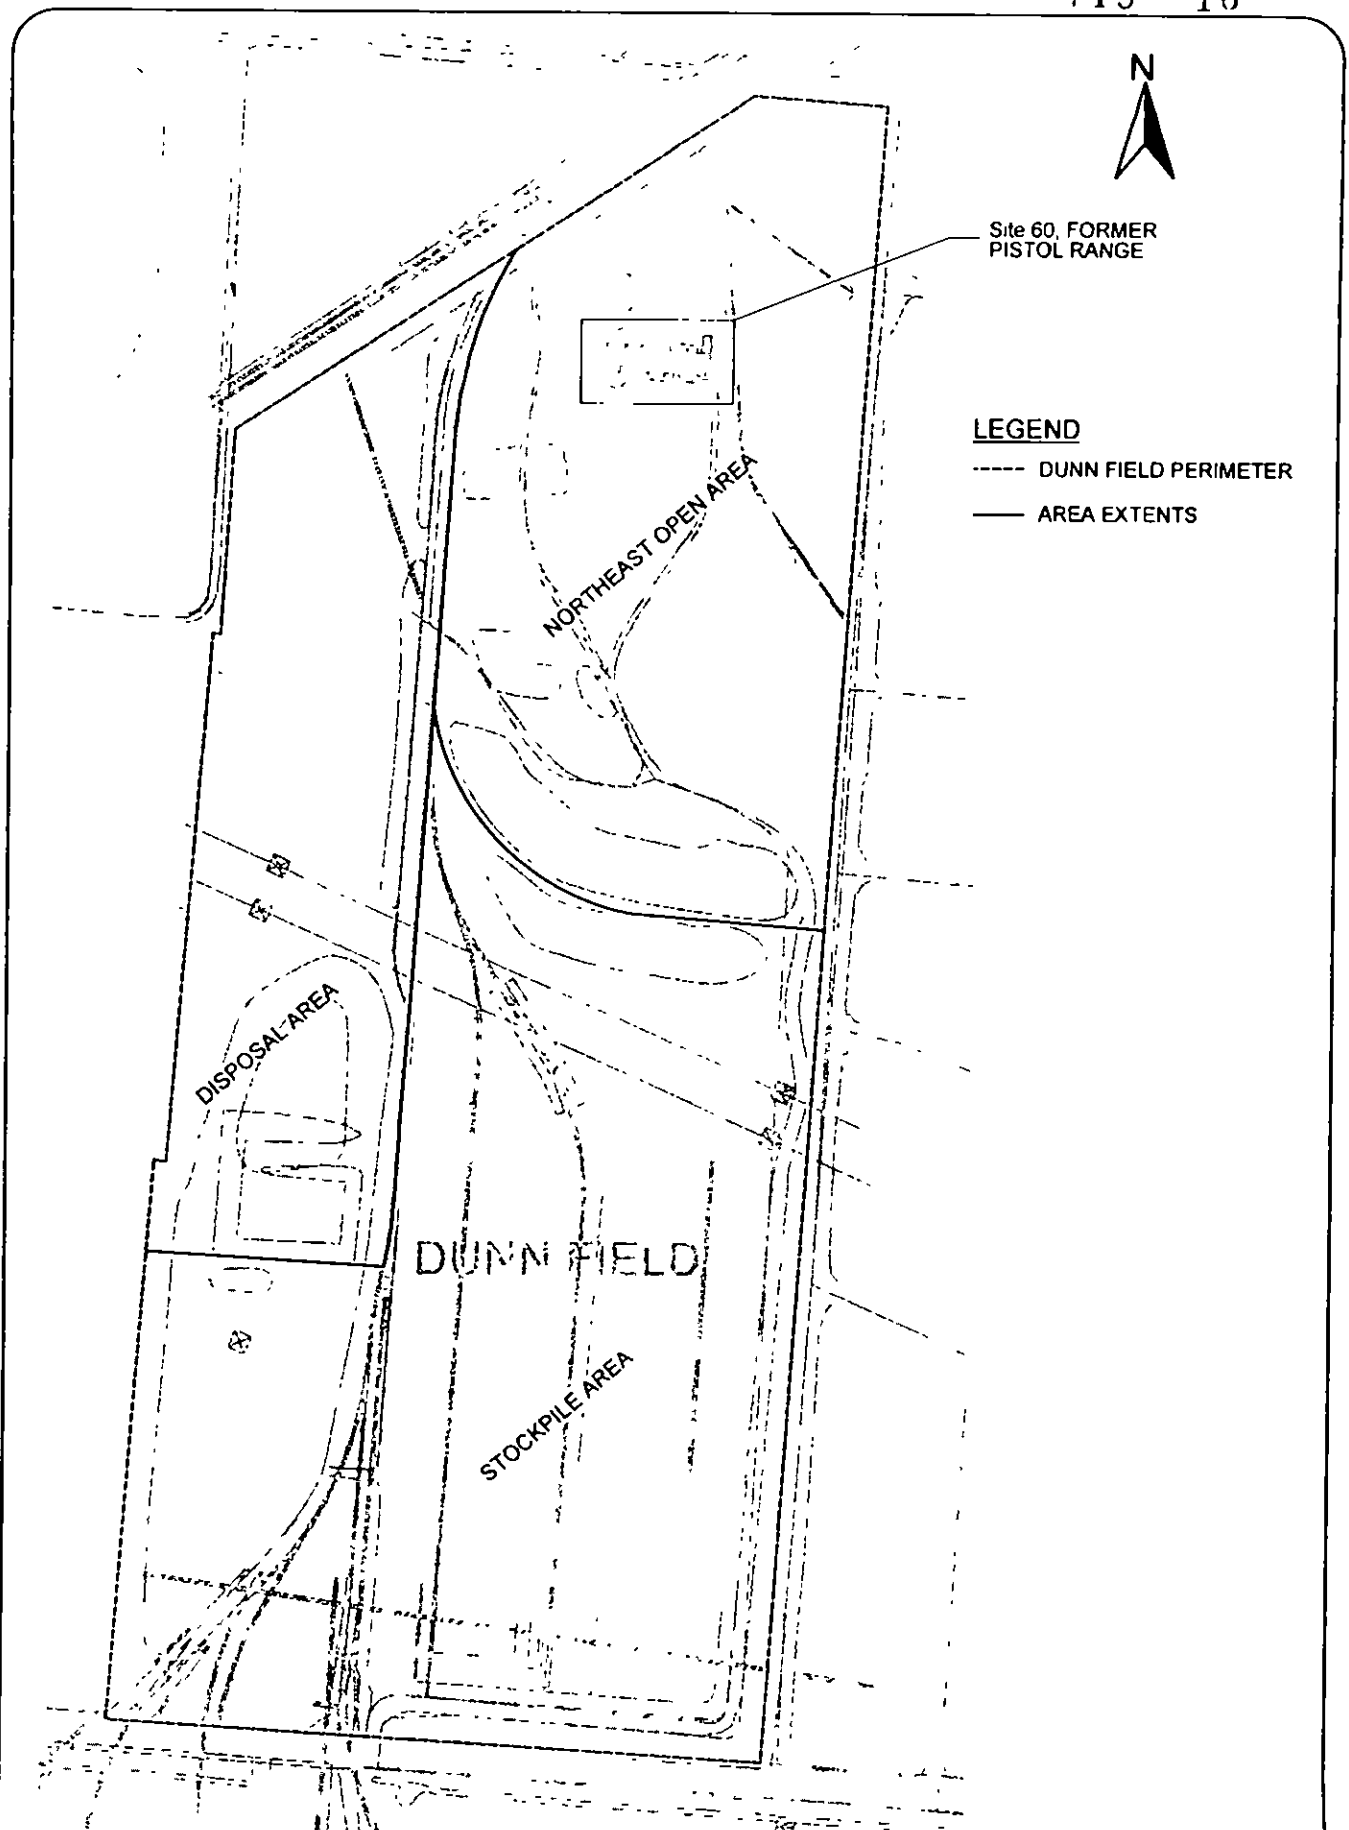 N
Site 60, FORMER
PISTOL RANGE
LEGEND
DUNN FIELD PERIMETER
AREA EXTENTS
NORTHEAST OPEN AREA
DISPOSAL AREA
DUNN FIELD
STOCKPILE AREA